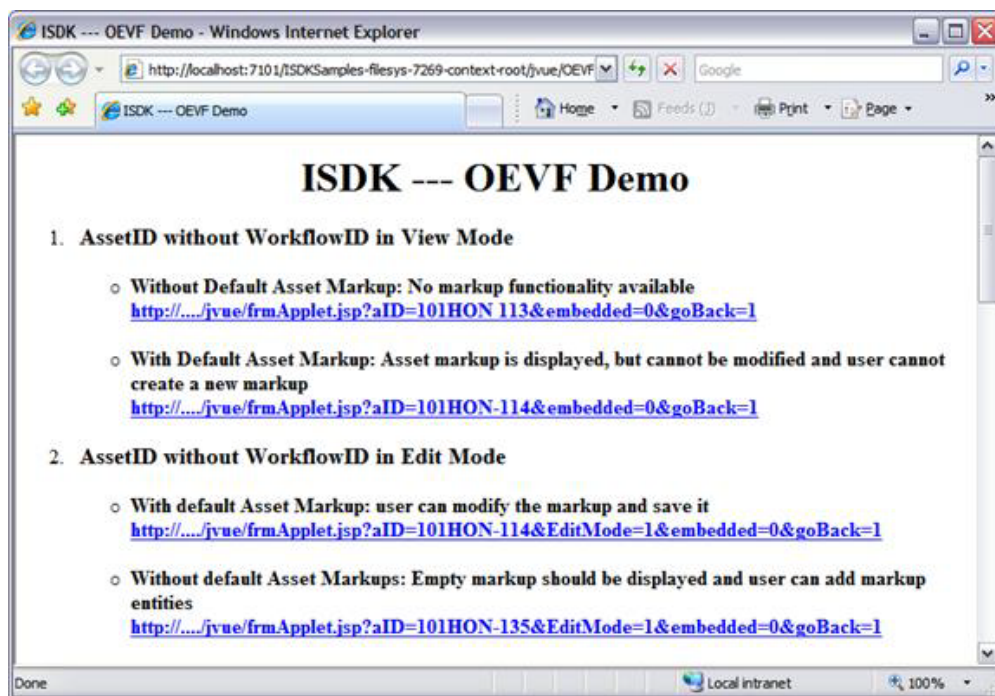 ISDK --- OEVF Demo - Windows Internet Explorer
http://localhost:7101/ISDKSamples-filesys-7269-context-root/jvue/OEVF
Google
ISDK --- OEVF Demo
Home
Feeds (J)
Print
Page
»
ISDK --- OEVF Demo
1. AssetID without WorkflowID in View Mode
o Without Default Asset Markup: No markup functionality available
http://..../jvue/frmApplet.jsp?aID=101HON 113&embedded=0&goBack=1
o With Default Asset Markup: Asset markup is displayed, but cannot be modified and user cannot
create a new markup
http://..../jvue/frmApplet.jsp?aID=101HON-114&embedded=0&goBack=1
2. AssetID without WorkflowID in Edit Mode
o With default Asset Markup: user can modify the markup and save it
http://..../jvue/frmApplet.jsp?aID=101HON-114&EditMode=1&embedded=0&goBack=1
o Without default Asset Markups: Empty markup should be displayed and user can add markup
entities
http://..../jvue/frmApplet.jsp?aID=101HON-135&EditMode=1&embedded=0&goBack=1
Done
Local intranet
100%